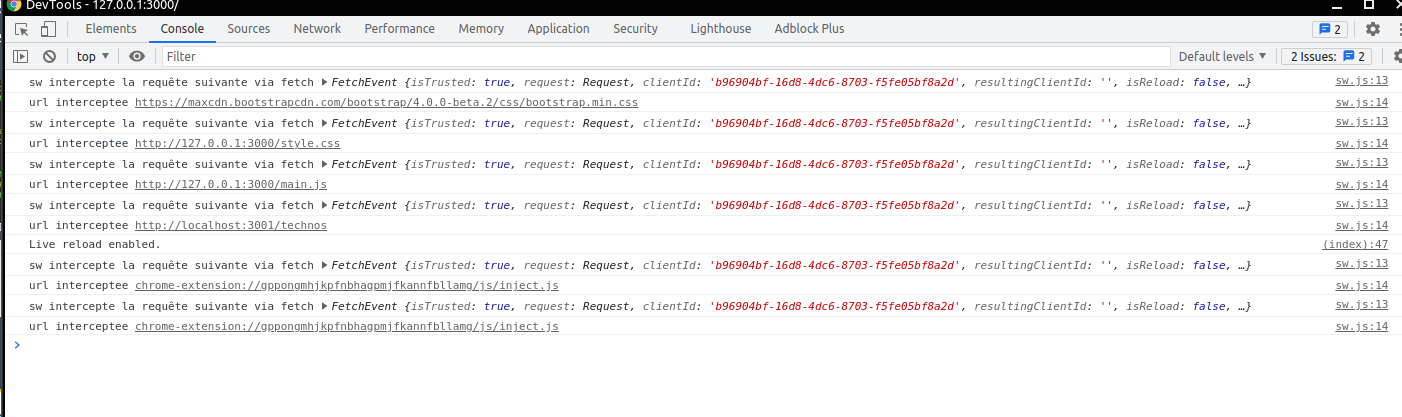 DevTools - 127.0.0.1:3000/
Elements Console Sources Network Performance Memory Application Security Lighthouse Adblock Plus 2
top Filter Default levels 2 Issues: 2
sw intercepte la requête suivante via fetch FetchEvent {isTrusted: true, request: Request, clientId: 'b96904bf-16d8-4dc6-8703-f5fe05bf8a2d', resultingClientId: '', isReload: false, …} sw.js:13
url interceptee https://maxcdn.bootstrapcdn.com/bootstrap/4.0.0-beta.2/css/bootstrap.min.css sw.js:14
sw intercepte la requête suivante via fetch FetchEvent {isTrusted: true, request: Request, clientId: 'b96904bf-16d8-4dc6-8703-f5fe05bf8a2d', resultingClientId: '', isReload: false, …} sw.js:13
url interceptee http://127.0.0.1:3000/style.css sw.js:14
sw intercepte la requête suivante via fetch FetchEvent {isTrusted: true, request: Request, clientId: 'b96904bf-16d8-4dc6-8703-f5fe05bf8a2d', resultingClientId: '', isReload: false, …} sw.js:13
url interceptee http://127.0.0.1:3000/main.js sw.js:14
sw intercepte la requête suivante via fetch FetchEvent {isTrusted: true, request: Request, clientId: 'b96904bf-16d8-4dc6-8703-f5fe05bf8a2d', resultingClientId: '', isReload: false, …} sw.js:13
url interceptee http://localhost:3001/technos sw.js:14
Live reload enabled. (index):47
sw intercepte la requête suivante via fetch FetchEvent {isTrusted: true, request: Request, clientId: 'b96904bf-16d8-4dc6-8703-f5fe05bf8a2d', resultingClientId: '', isReload: false, …} sw.js:13
url interceptee chrome-extension://gppongmhjkpfnbhagpmjfkannfbllamg/js/inject.js sw.js:14
sw intercepte la requête suivante via fetch FetchEvent {isTrusted: true, request: Request, clientId: 'b96904bf-16d8-4dc6-8703-f5fe05bf8a2d', resultingClientId: '', isReload: false, …} sw.js:13
url interceptee chrome-extension://gppongmhjkpfnbhagpmjfkannfbllamg/js/inject.js sw.js:14